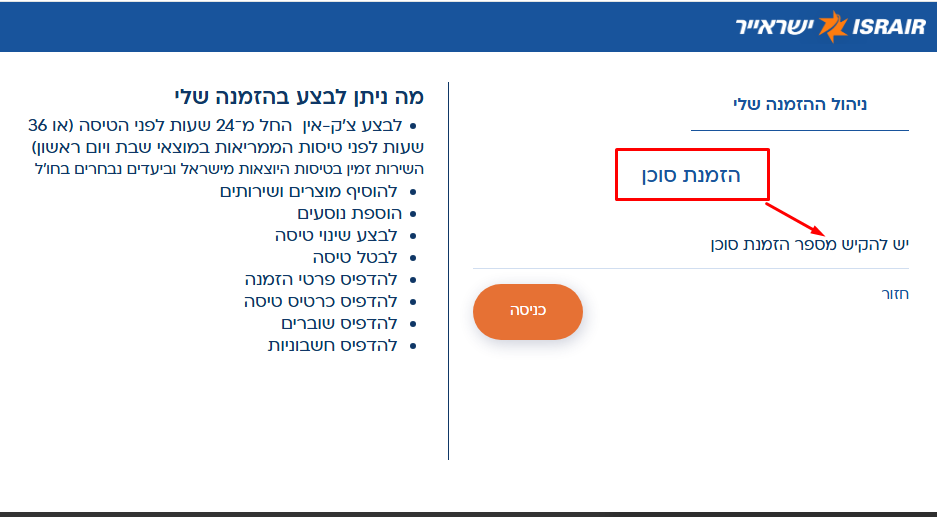 ישראייר ISRAIR
ניהול ההזמנה שלי
הזמנת סוכן
יש להקיש מספר הזמנת סוכן
חזור
כניסה
מה ניתן לבצע בהזמנה שלי
• לבצע צ'ק-אין החל מ־24 שעות לפני הטיסה (או 36
שעות לפני טיסות הממריאות במוצאי שבת ויום ראשון)
השירות זמין בטיסות היוצאות מישראל וביעדים נבחרים בחו"ל
• להוסיף מוצרים ושירותים
• הוספת נוסעים
• לבצע שינוי טיסה
• לבטל טיסה
• להדפיס פרטי הזמנה
• להדפיס כרטיס טיסה
• להדפיס שוברים
• להדפיס חשבוניות